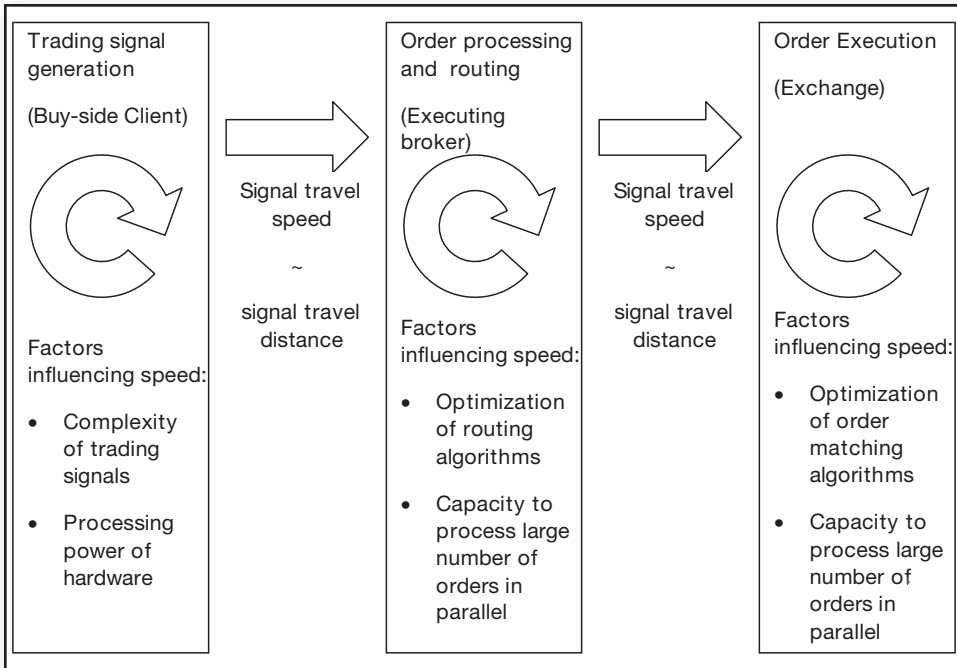 Trading signal
generation
(Buy-side Client)
Factors
influencing speed:
• Complexity
of trading
signals
• Processing
power of
hardware
Signal travel
speed
~
signal travel
distance
Order processing
and routing
(Executing
broker)
Factors
influencing speed:
• Optimization
of routing
algorithms
• Capacity to
process large
number of
orders in
parallel
Signal travel
speed
~
signal travel
distance
Order Execution
(Exchange)
Factors
influencing speed:
• Optimization
of order
matching
algorithms
• Capacity to
process large
number of
orders in
parallel